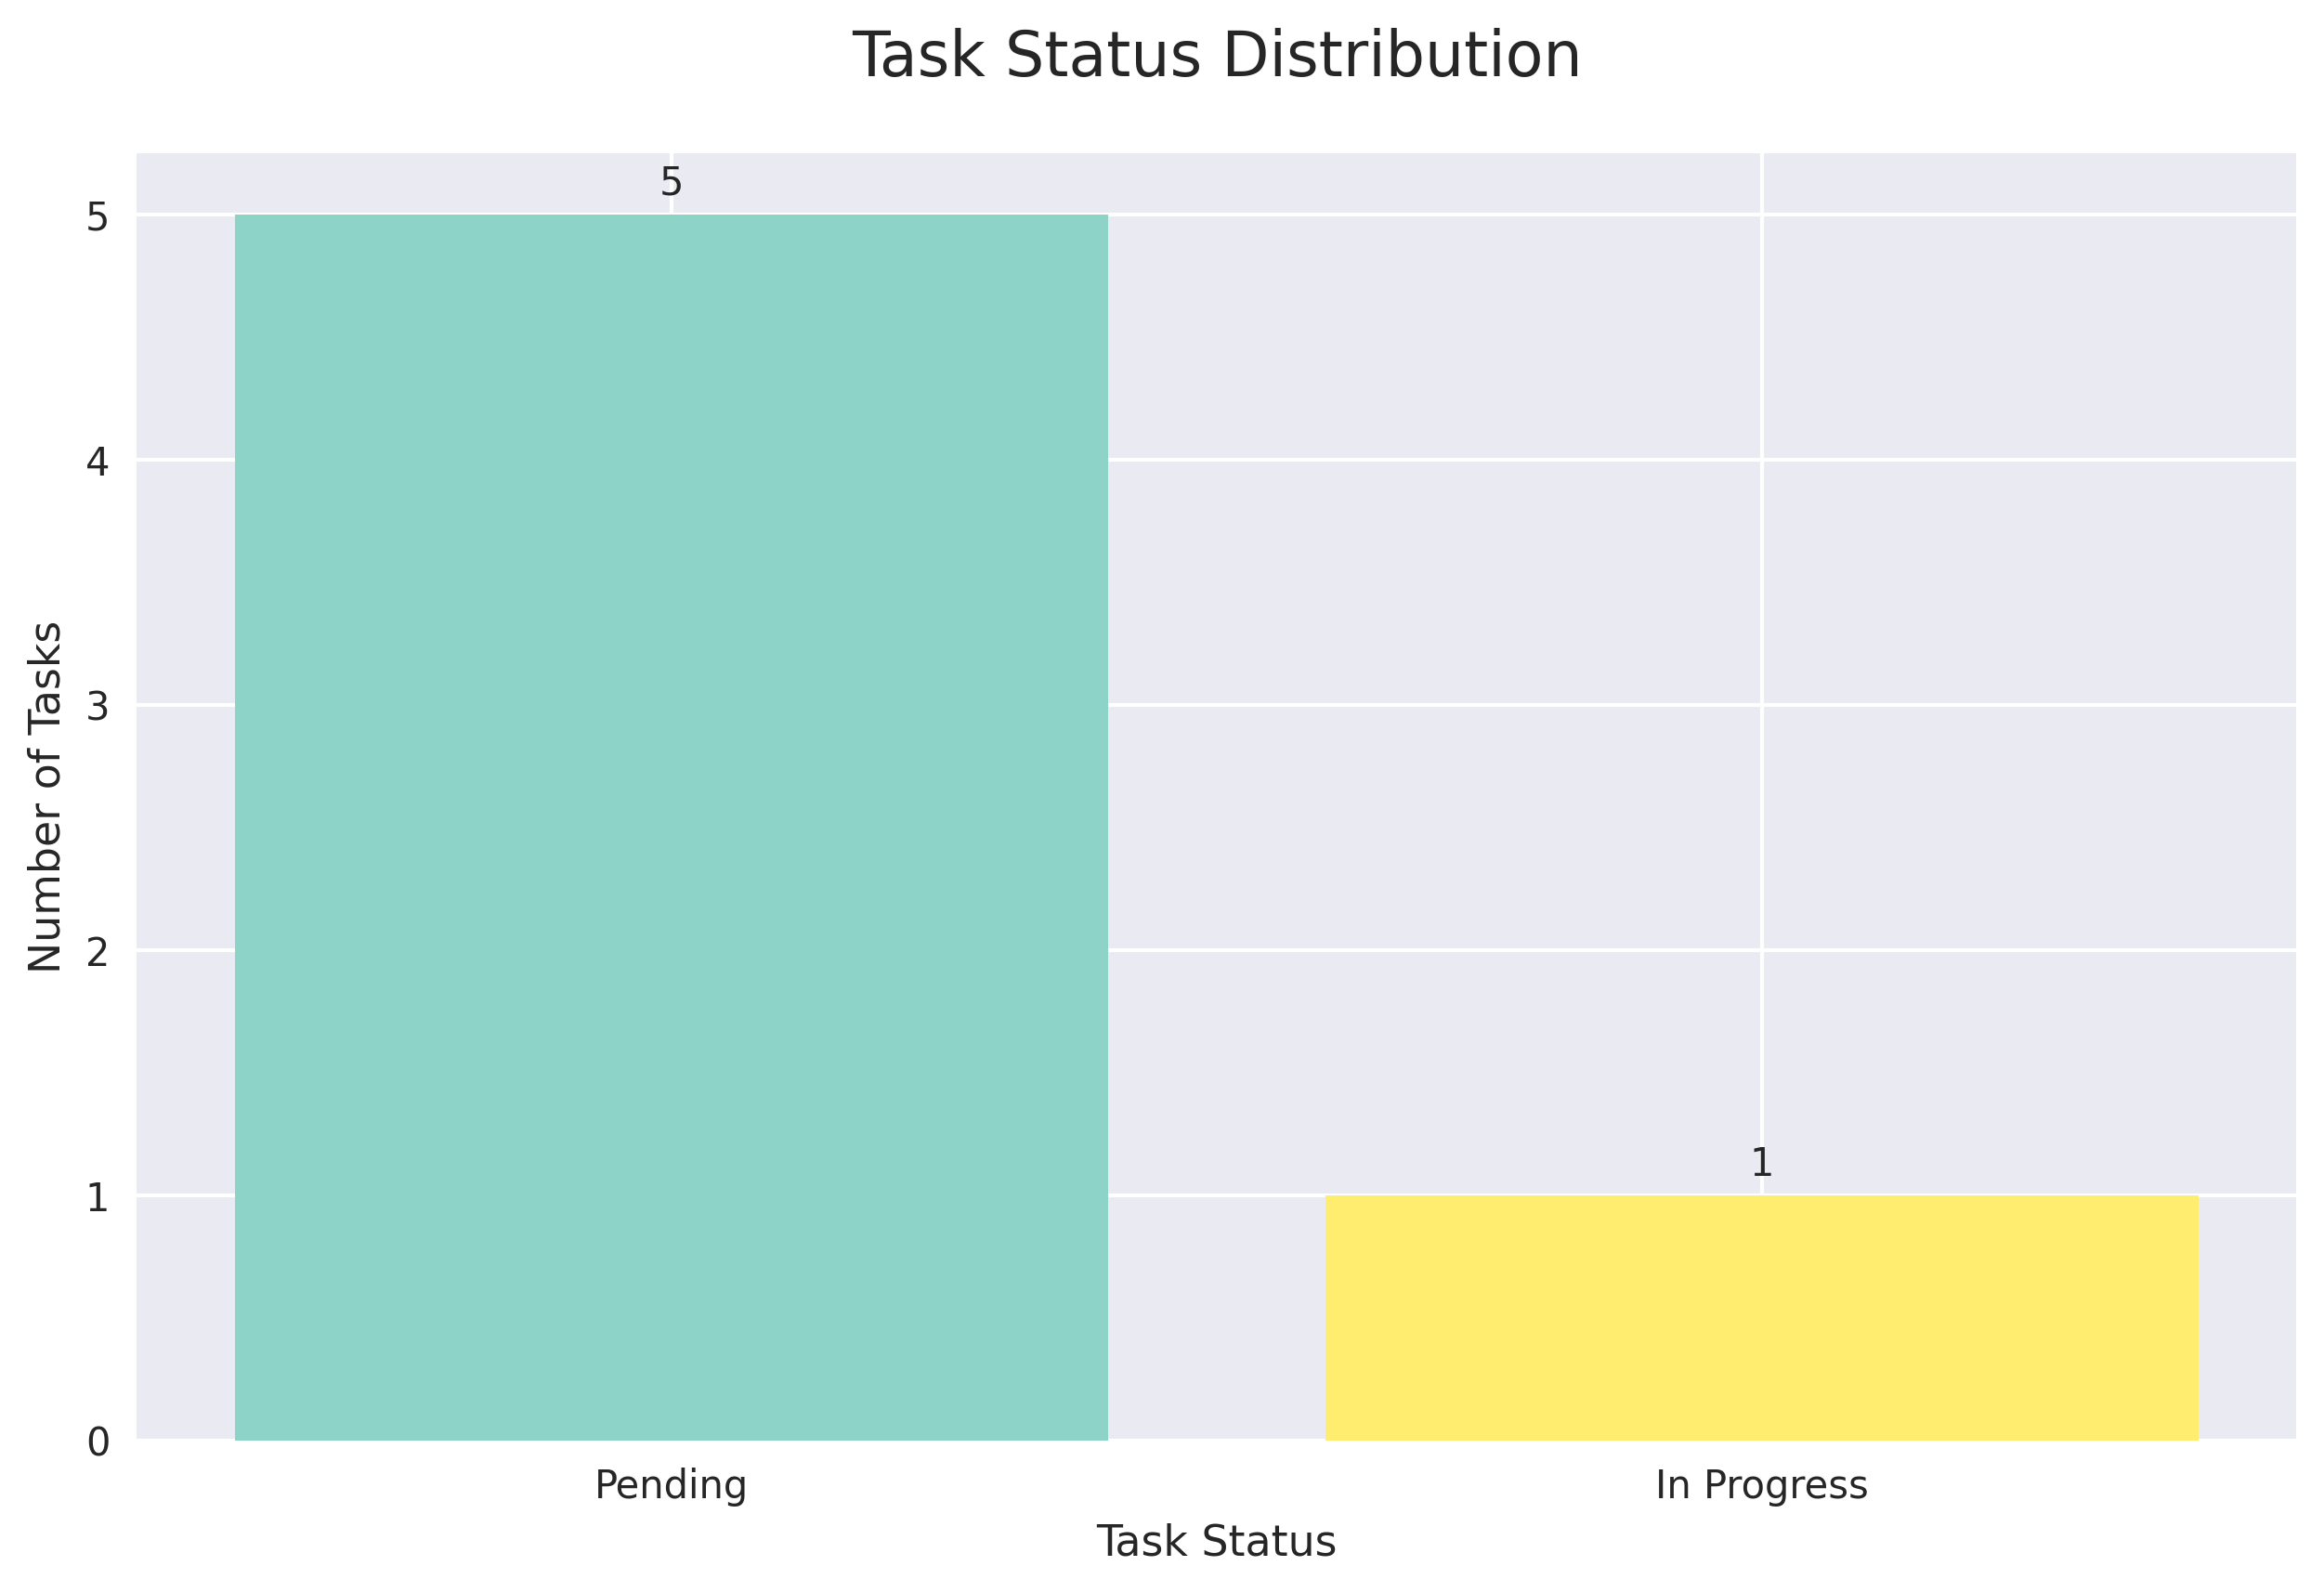 Task Status Distribution
5
5
4
3
2
1
1
0
Number of Tasks
Pending
In Progress
Task Status